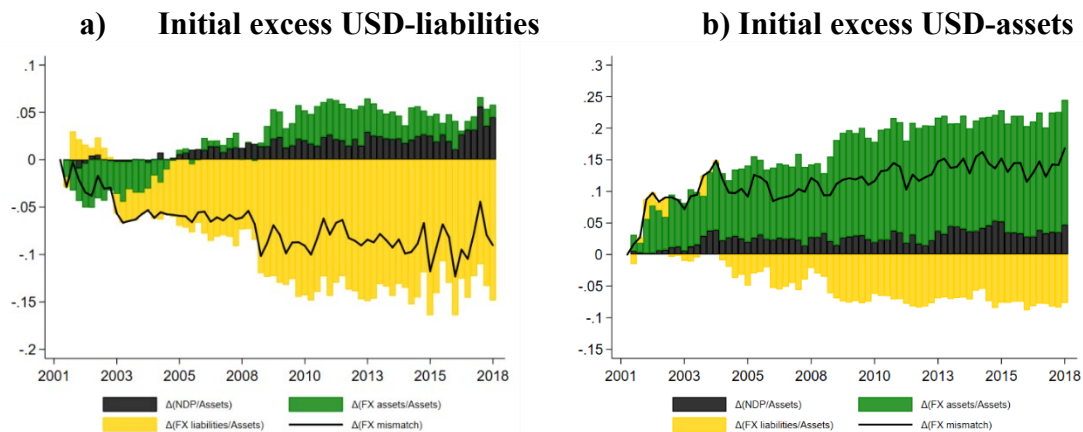 a) Initial excess USD-liabilities
b) Initial excess USD-assets
.1
.05
0
-.05
-.1
-.15
-.2
2001 2003 2005 2008 2010 2013 2015 2018
Δ(NDP/Assets) Δ(FX assets/Assets)
Δ(FX liabilities/Assets) Δ(FX mismatch)
.3
.25
.2
.15
.1
.05
0
-.05
.1
-.15
2001 2003 2005 2008 2010 2013 2015 2018
Δ(NDP/Assets) Δ(FX assets/Assets)
Δ(FX liabilities/Assets) Δ(FX mismatch)